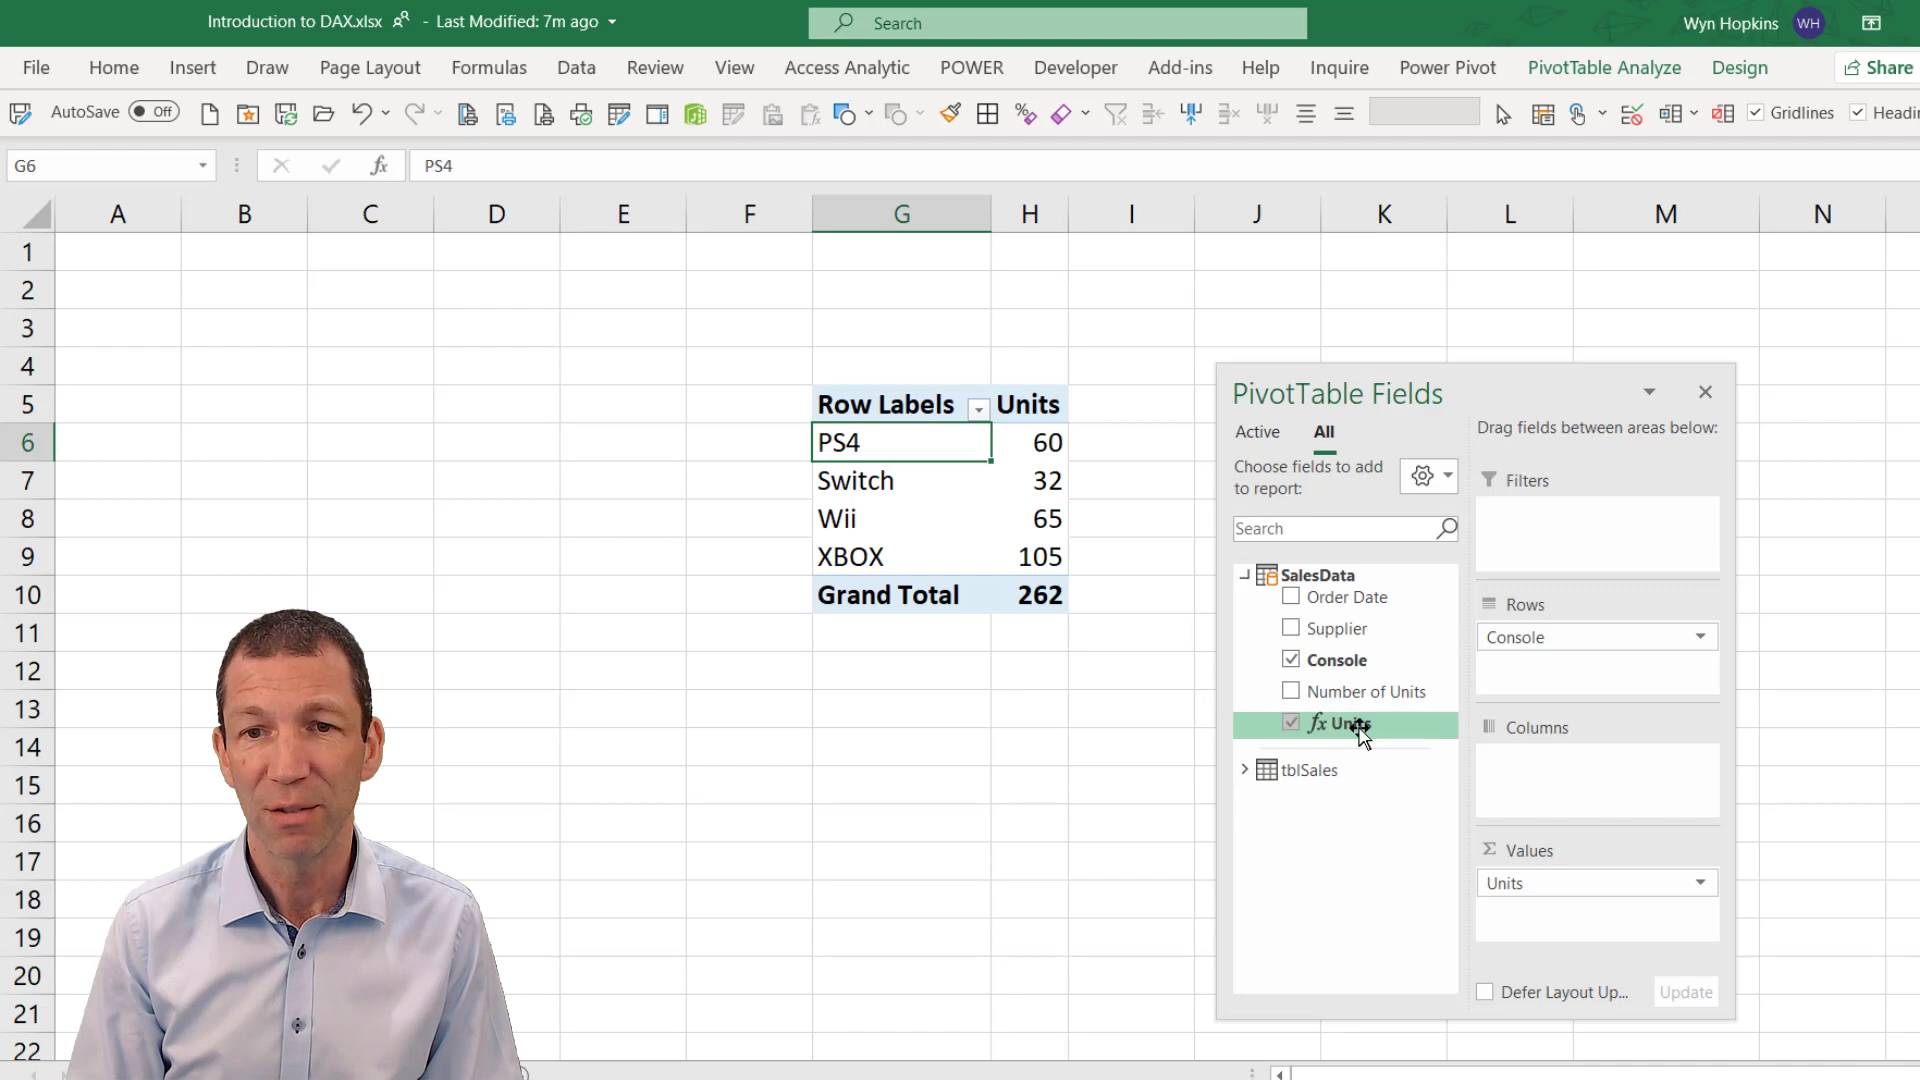 Introduction to DAX.xlsx - Last Modified: 7m ago
Search
Wyn Hopkins WH
File Home Insert Draw Page Layout Formulas Data Review View Access Analytic POWER Developer Add-ins Help Inquire Power Pivot PivotTable Analyze Design Share
AutoSave Off Gridlines Headin
G6 fx PS4
A B C D E F G H I J K L M N
1
2
3
4
5 Row Labels Units
6 PS4 60
7 Switch 32
8 Wii 65
9 XBOX 105
10 Grand Total 262
11
12
13
14
15
16
17
18
19
20
21
22
PivotTable Fields
Active All
Choose fields to add
to report:
Search
SalesData
Order Date
Supplier
Console
Number of Units
fx Units
tblSales
Drag fields between areas below:
Filters
Rows
Console
Columns
Σ Values
Units
Defer Layout Up... Update